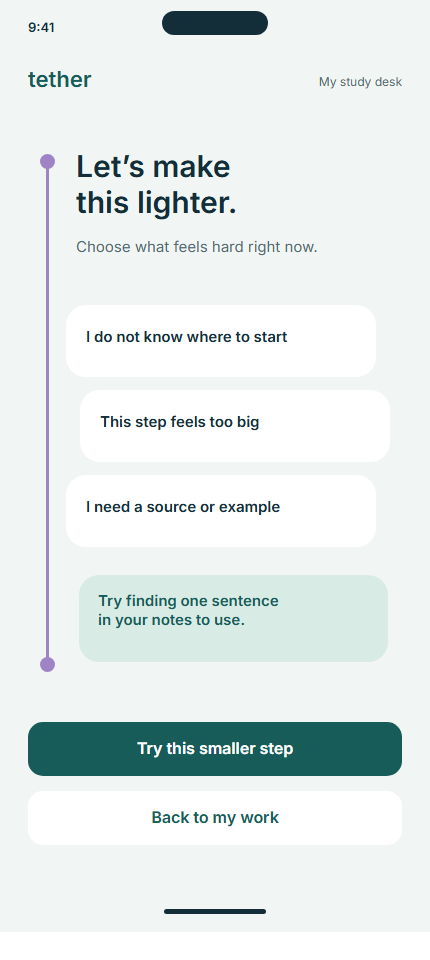 9:41
tether
My study desk
Let’s make
this lighter.
Choose what feels hard right now.
I do not know where to start
This step feels too big
I need a source or example
Try finding one sentence
in your notes to use.
Try this smaller step
Back to my work